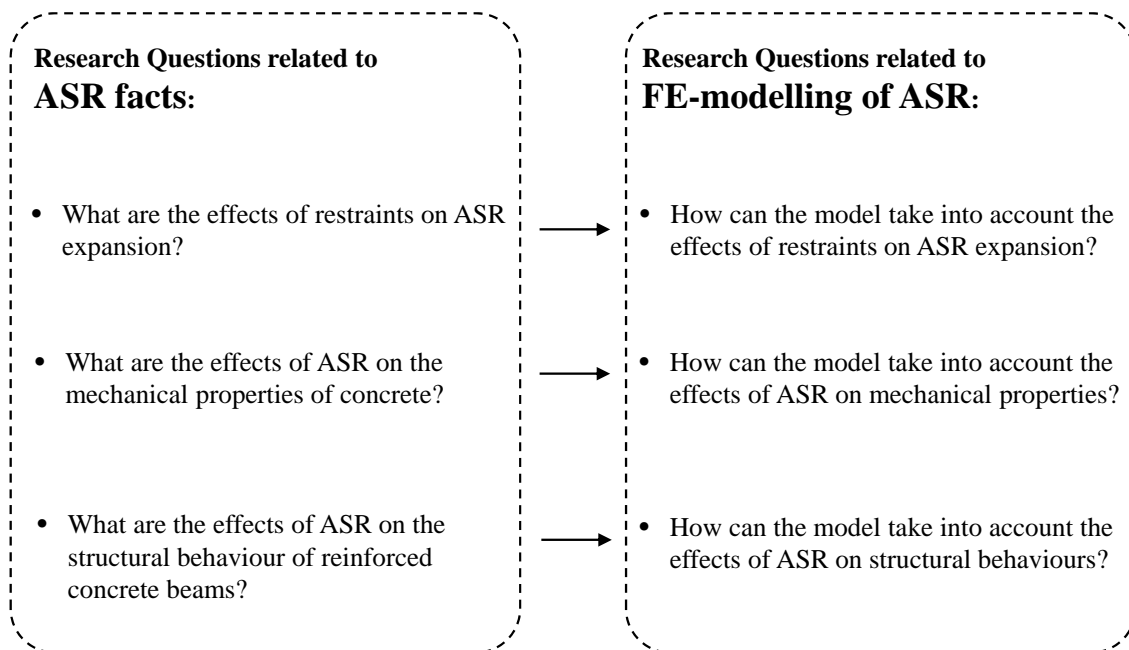 Research Questions related to
ASR facts:
• What are the effects of restraints on ASR
expansion?
• What are the effects of ASR on the
mechanical properties of concrete?
• What are the effects of ASR on the
structural behaviour of reinforced
concrete beams?
Research Questions related to
FE-modelling of ASR:
• How can the model take into account the
effects of restraints on ASR expansion?
• How can the model take into account the
effects of ASR on mechanical properties?
• How can the model take into account the
effects of ASR on structural behaviours?